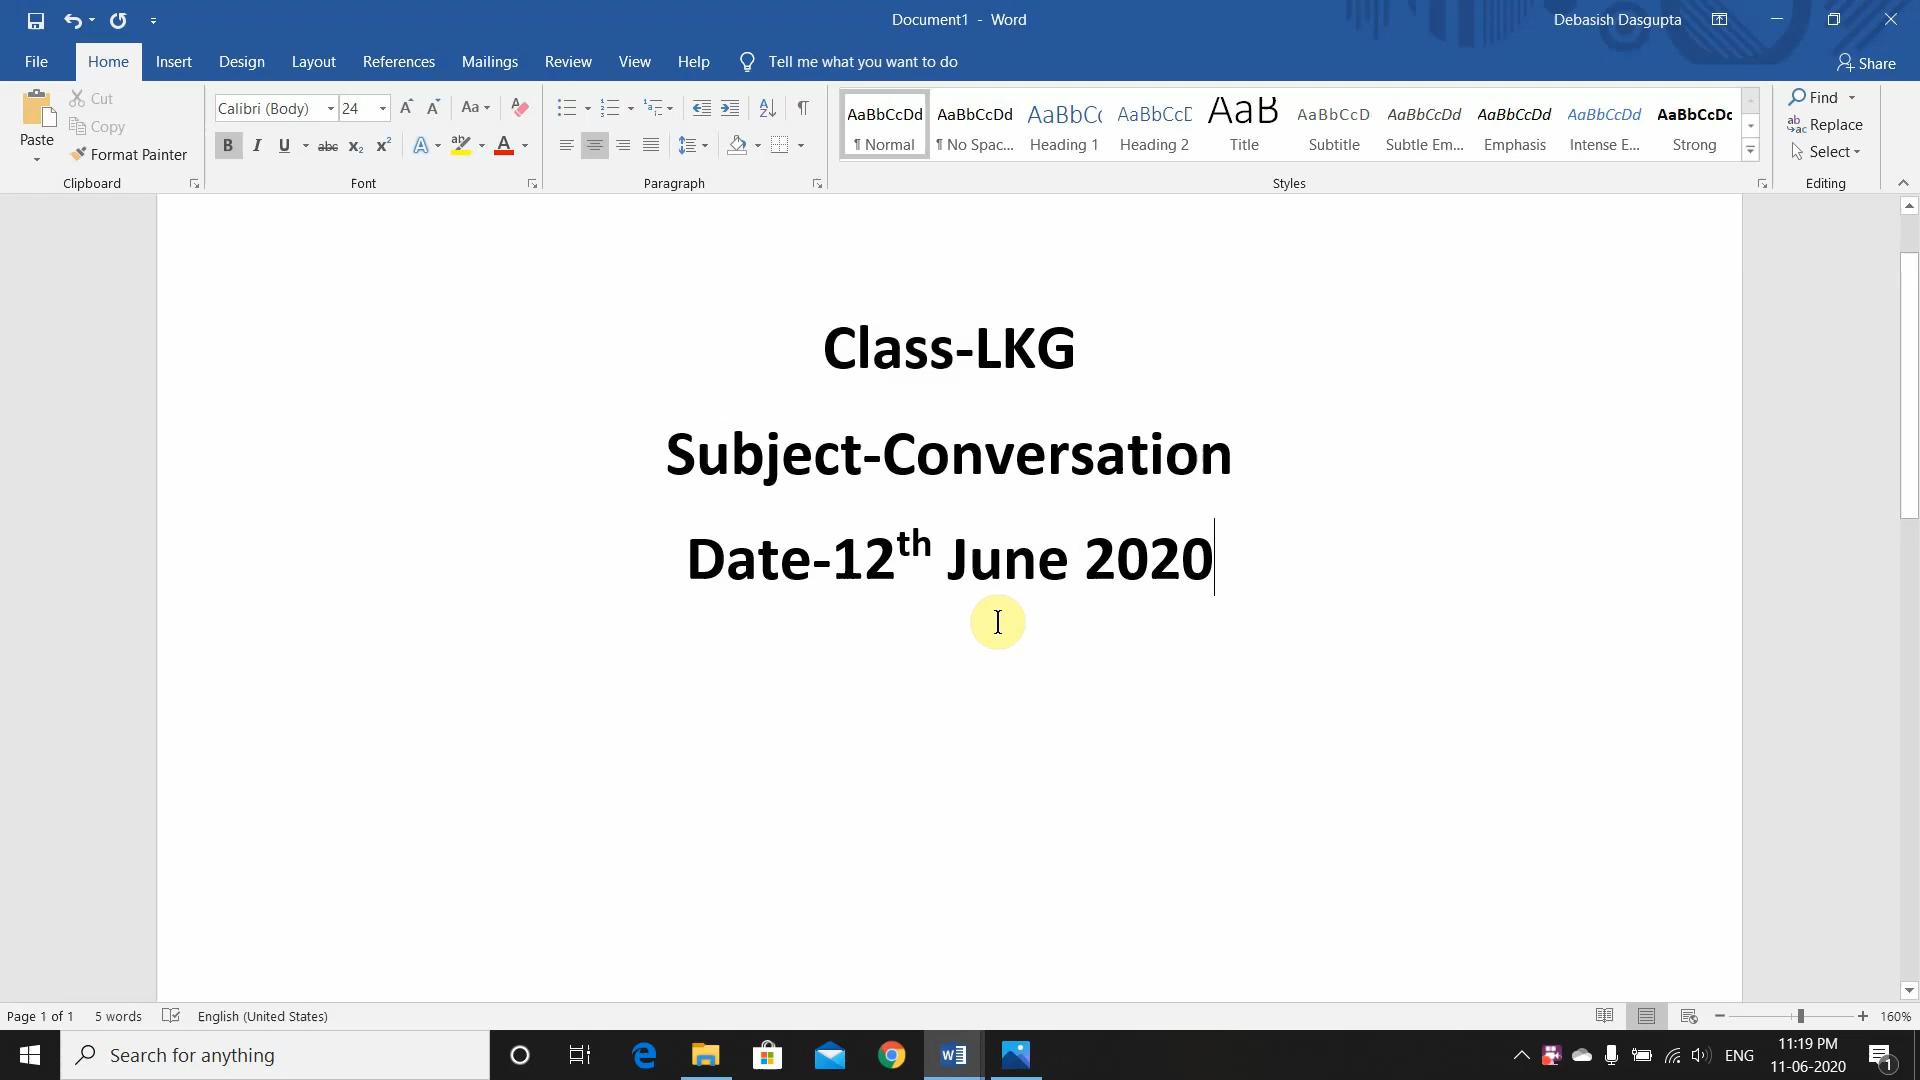 Document1 - Word
Debasish Dasgupta
File Home Insert Design Layout References Mailings Review View Help Tell me what you want to do
Share
Paste
Cut
Copy
Format Painter
Clipboard
Calibri (Body) 24
Font
Paragraph
AaBbCcDd AaBbCcDd AaBbCc AaBbCcD AaB AaBbCcD AaBbCcDd AaBbCcDd AaBbCcDd AaBbCcDc
¶ Normal ¶ No Spac... Heading 1 Heading 2 Title Subtitle Subtle Em... Emphasis Intense E... Strong
Styles
Find
Replace
Select
Editing
Class-LKG
Subject-Conversation
Date-12th June 2020
Page 1 of 1 5 words English (United States) 160%
Search for anything
ENG
11:19 PM
11-06-2020
1